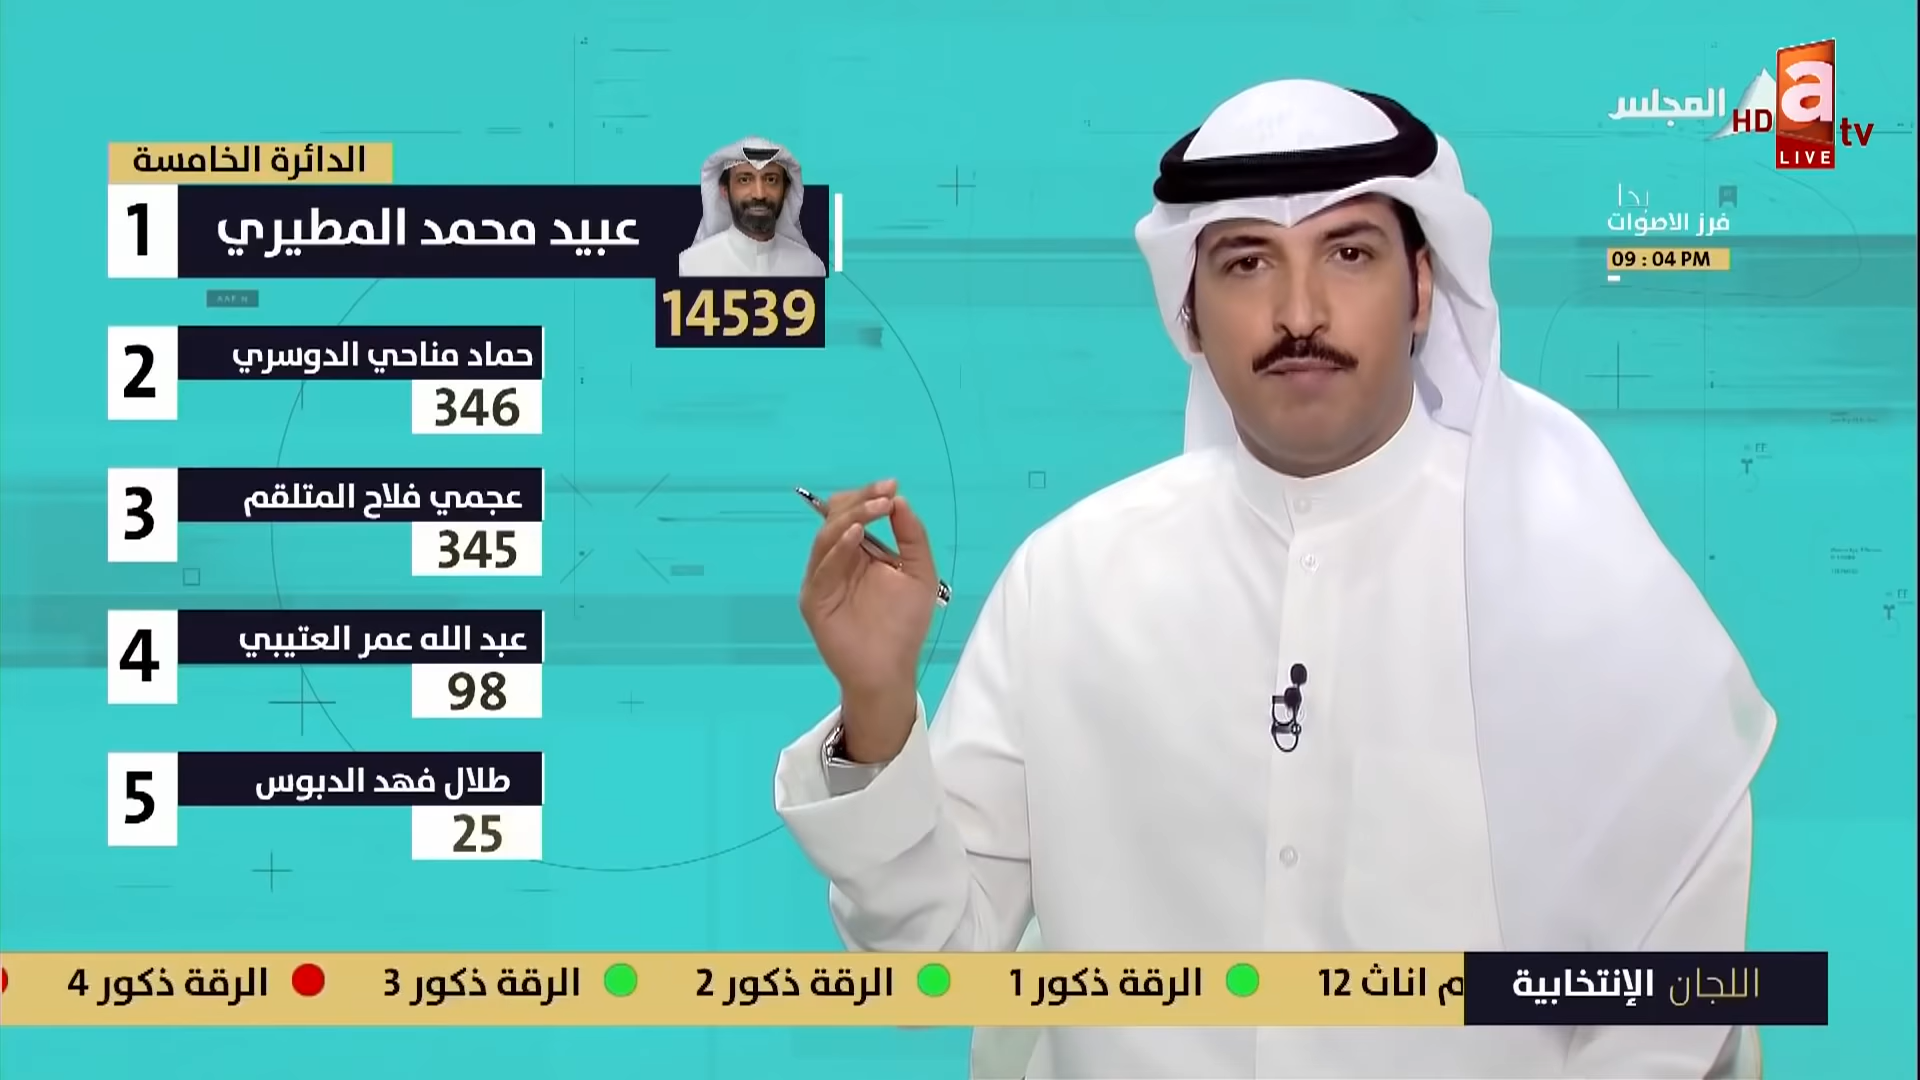 المجلس
HD a tv
LIVE
بدا
فرز الاصوات
09 : 04 PM
الدائرة الخامسة
1 عبيد محمد المطيري
14539
2 حماد مناحي الدوسري
346
3 عجمي فلاح المتلقم
345
4 عبد الله عمر العتيبي
98
5 طلال فهد الدبوس
25
اللجان الإنتخابية
م اناث 12 الرقة ذكور 1 الرقة ذكور 2 الرقة ذكور 3 الرقة ذكور 4